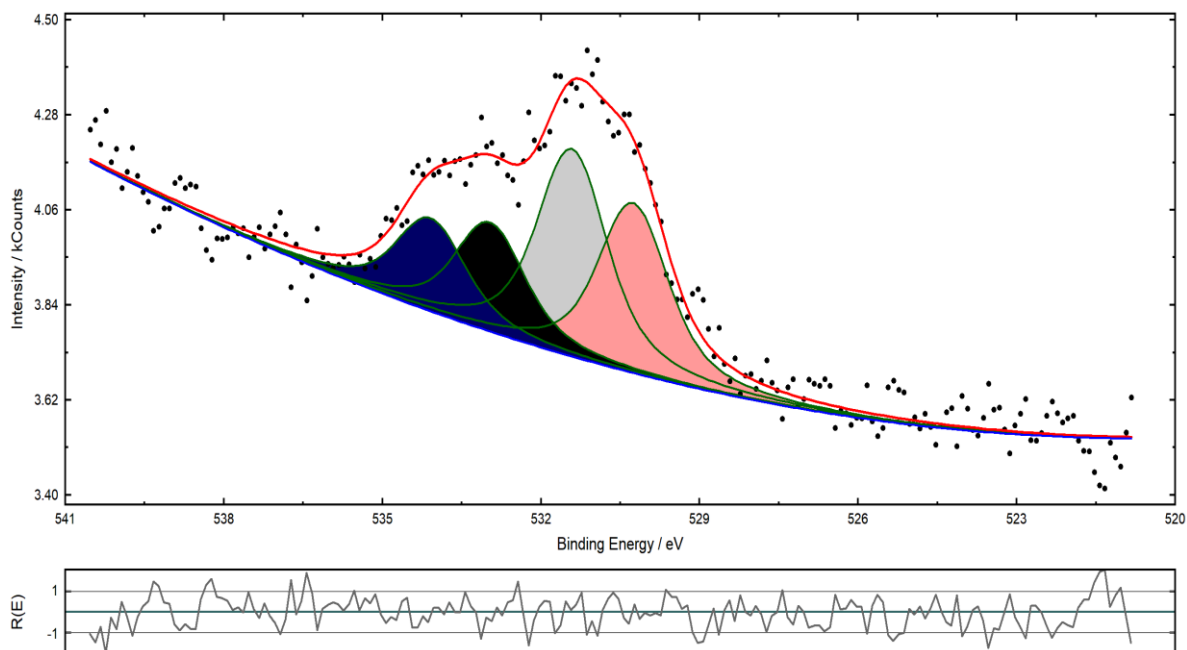 4.50
4.28
4.06
3.84
3.62
3.40
Intensity / kCounts
541 538 535 532 529 526 523 520
Binding Energy / eV
1
-1
R(E)